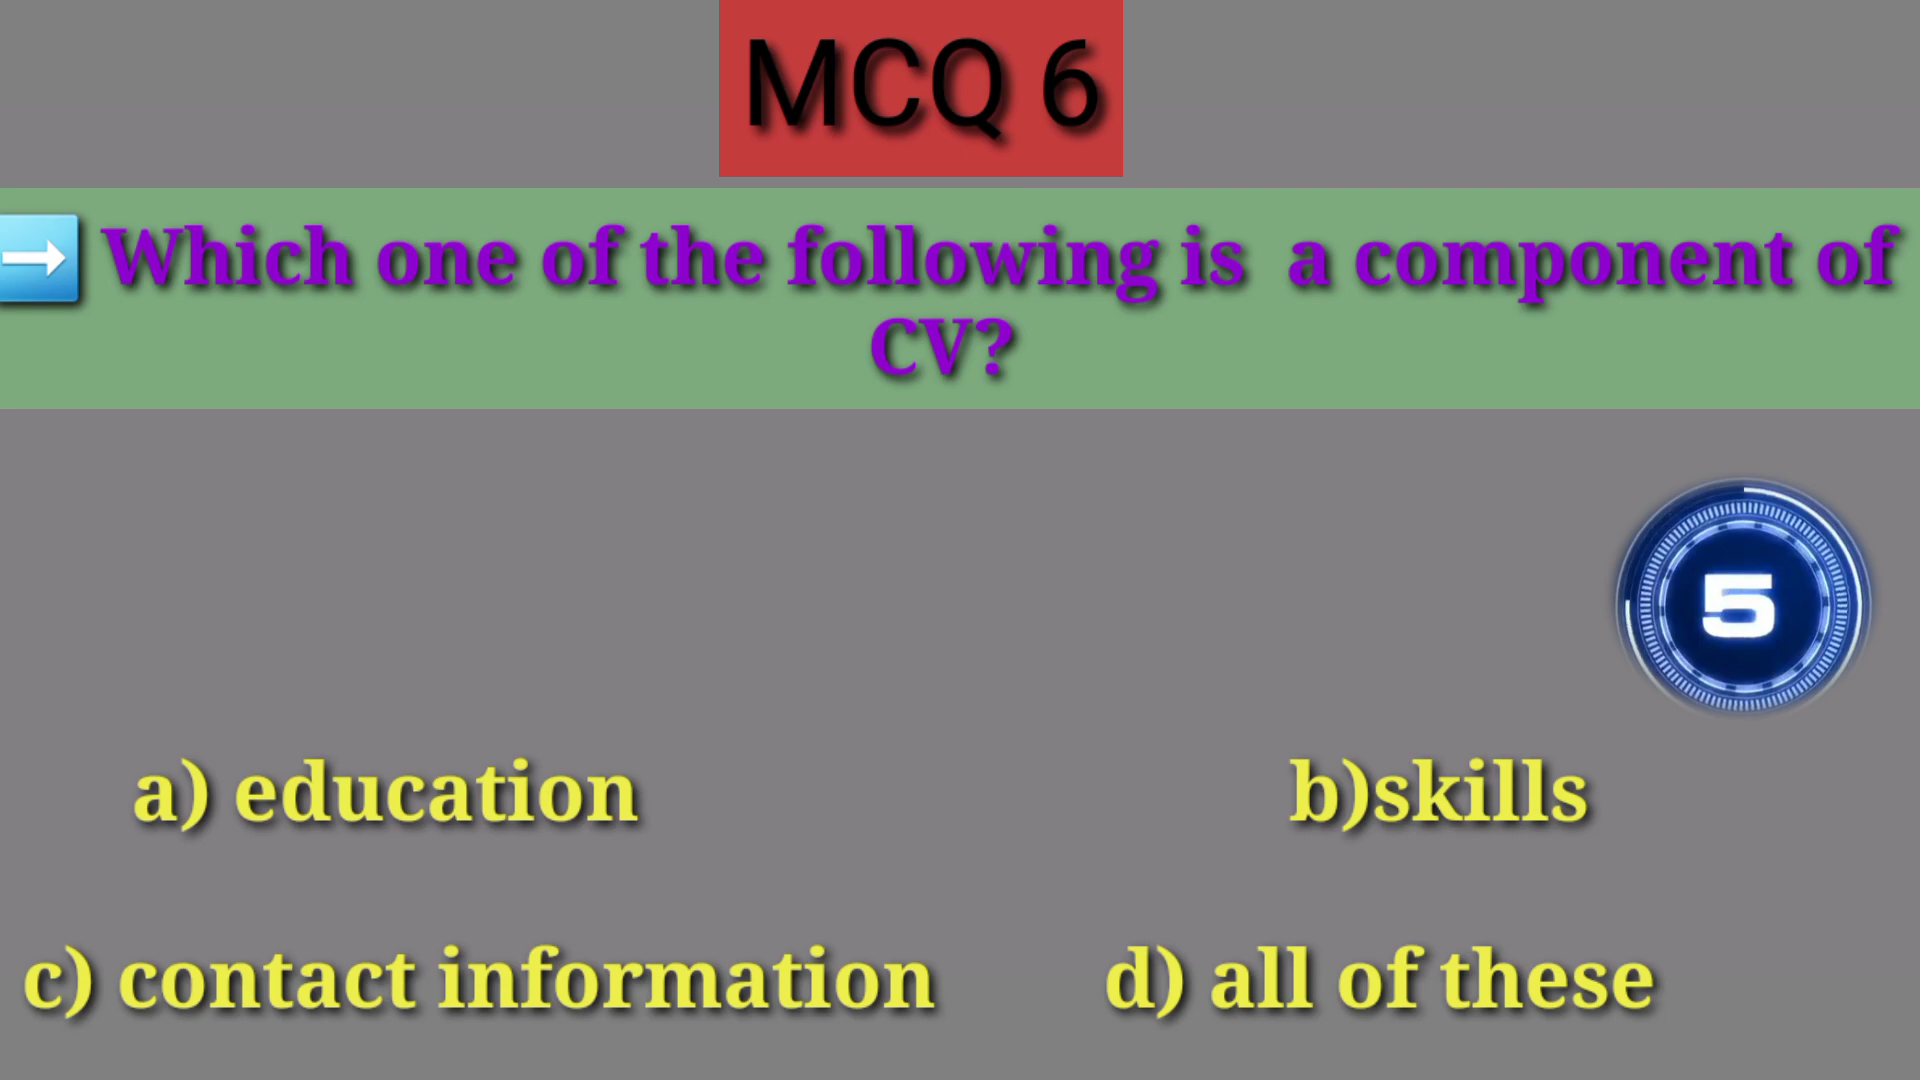 MCQ 6
➡ Which one of the following is a component of
CV?
5
a) education
b)skills
c) contact information
d) all of these